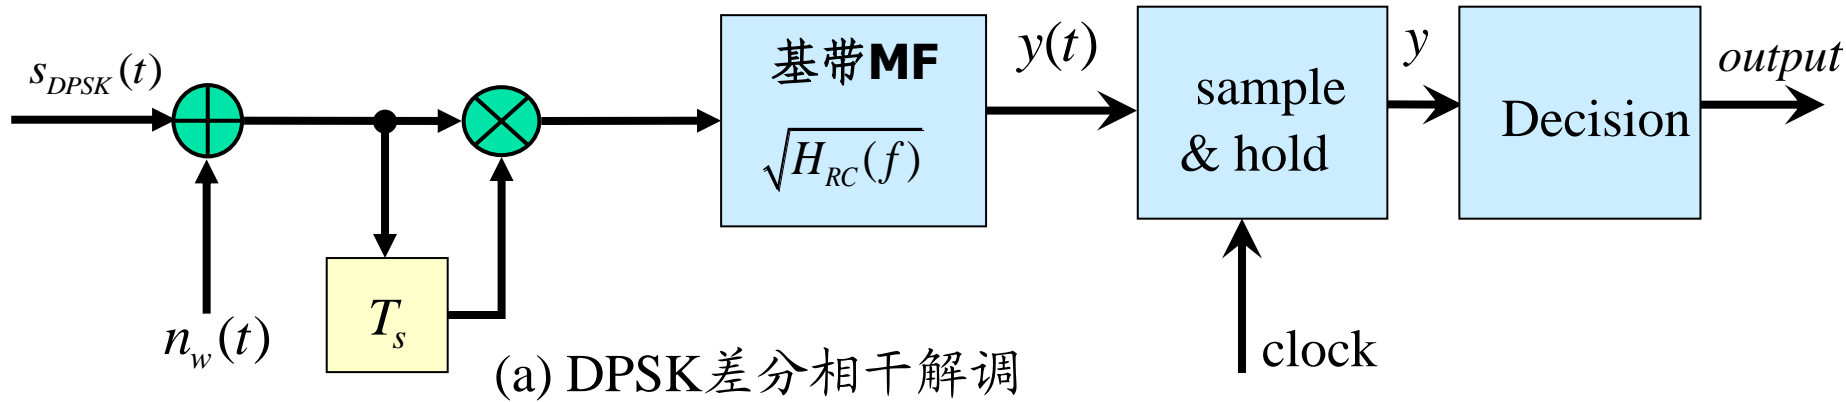 s_DPSK(t)
n_w(t)
T_s
基带MF
√H_RC(f)
y(t)
sample
& hold
clock
y
Decision
output
(a) DPSK差分相干解调